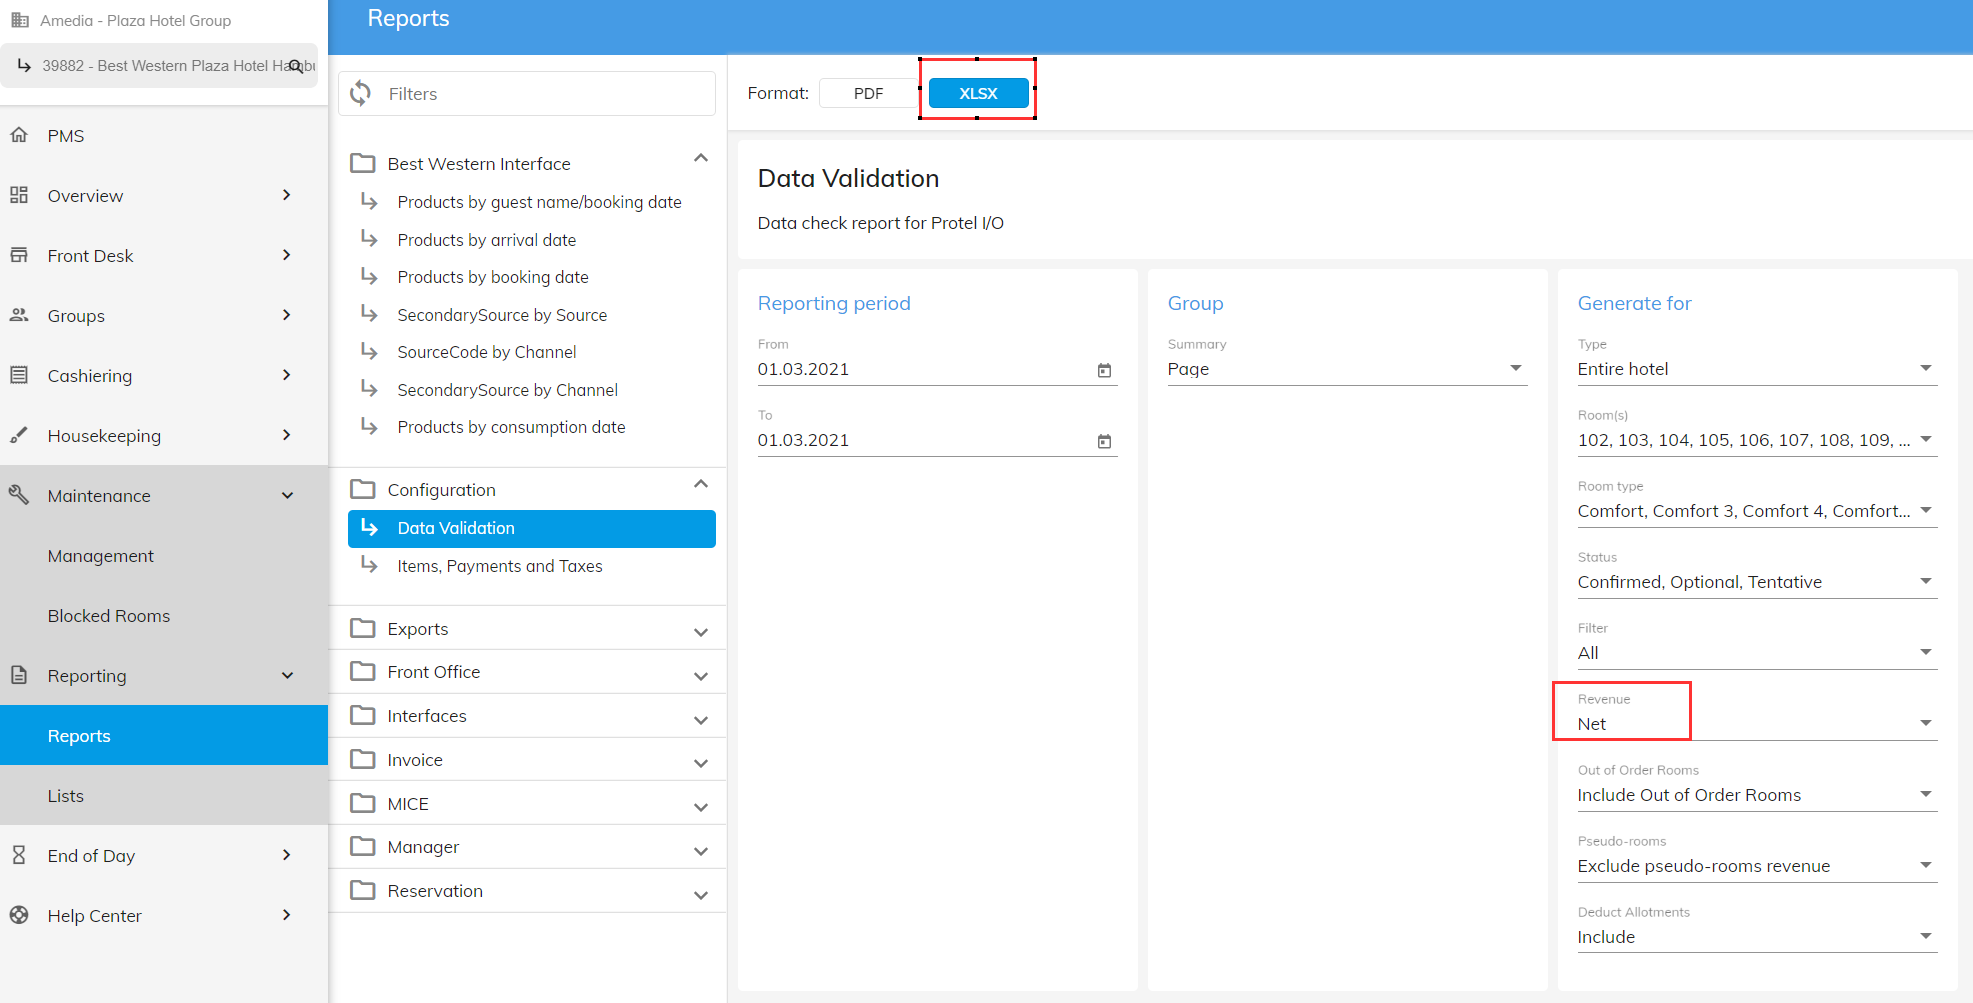 Amedia - Plaza Hotel Group
39882 - Best Western Plaza Hotel
PMS
Overview
Front Desk
Groups
Cashiering
Housekeeping
Maintenance
Management
Blocked Rooms
Reporting
Reports
Lists
End of Day
Help Center
Reports
Filters
Best Western Interface
Products by guest name/booking date
Products by arrival date
Products by booking date
SecondarySource by Source
SourceCode by Channel
SecondarySource by Channel
Products by consumption date
Configuration
Data Validation
Items, Payments and Taxes
Exports
Front Office
Interfaces
Invoice
MICE
Manager
Reservation
Format: PDF XLSX
Data Validation
Data check report for Protel I/O
Reporting period
From
01.03.2021
To
01.03.2021
Group
Summary
Page
Generate for
Type
Entire hotel
Room(s)
102, 103, 104, 105, 106, 107, 108, 109, ...
Room type
Comfort, Comfort 3, Comfort 4, Comfort...
Status
Confirmed, Optional, Tentative
Filter
All
Revenue
Net
Out of Order Rooms
Include Out of Order Rooms
Pseudo-rooms
Exclude pseudo-rooms revenue
Deduct Allotments
Include